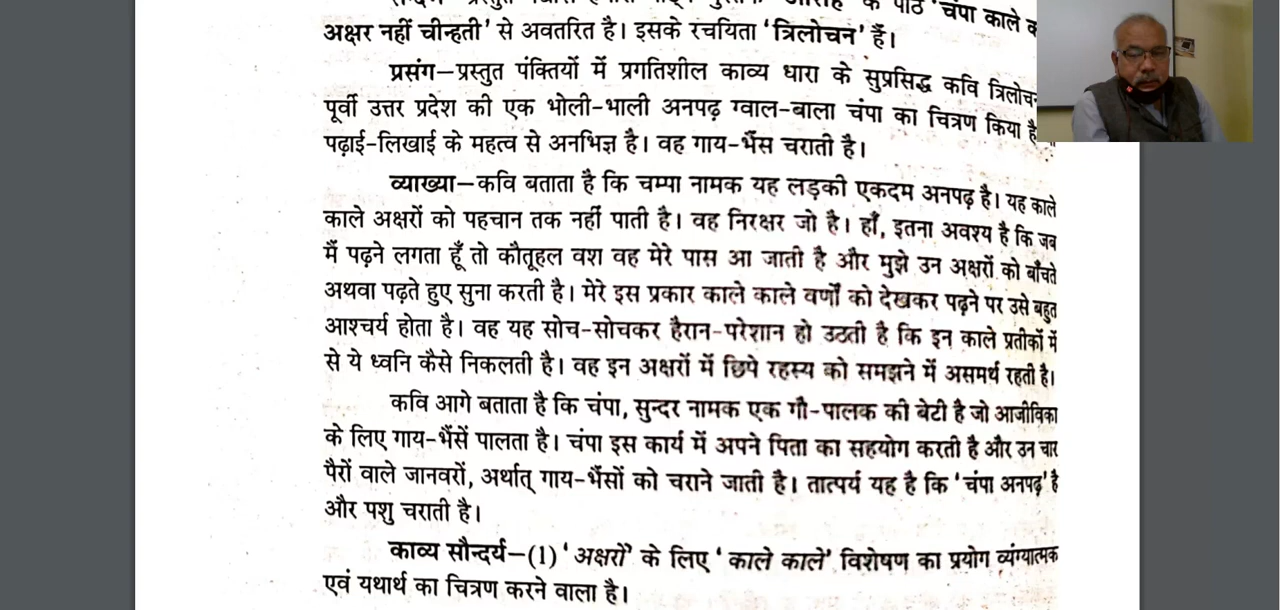 के पाठ 'चंपा काले
अक्षर नहीं चीन्हती' से अवतरित है। इसके रचयिता 'त्रिलोचन' हैं।
प्रसंग—प्रस्तुत पंक्तियों में प्रगतिशील काव्य धारा के सुप्रसिद्ध कवि त्रिलोचन
पूर्वी उत्तर प्रदेश की एक भोली-भाली अनपढ़ ग्वाल-बाला चंपा का चित्रण किया है
पढ़ाई-लिखाई के महत्व से अनभिज्ञ है। वह गाय-भैंस चराती है।
व्याख्या—कवि बताता है कि चम्पा नामक यह लड़की एकदम अनपढ़ है। यह काले
काले अक्षरों को पहचान तक नहीं पाती है। वह निरक्षर जो है। हाँ, इतना अवश्य है कि जब
मैं पढ़ने लगता हूँ तो कौतूहल वश वह मेरे पास आ जाती है और मुझे उन अक्षरों को बाँचते
अथवा पढ़ते हुए सुना करती है। मेरे इस प्रकार काले काले वर्णों को देखकर पढ़ने पर उसे बहुत
आश्चर्य होता है। वह यह सोच-सोचकर हैरान-परेशान हो उठती है कि इन काले प्रतीकों में
से ये ध्वनि कैसे निकलती है। वह इन अक्षरों में छिपे रहस्य को समझने में असमर्थ रहती है।
कवि आगे बताता है कि चंपा, सुन्दर नामक एक गौ-पालक की बेटी है जो आजीविका
के लिए गाय-भैंसें पालता है। चंपा इस कार्य में अपने पिता का सहयोग करती है और उन चार
पैरों वाले जानवरों, अर्थात् गाय-भैंसों को चराने जाती है। तात्पर्य यह है कि 'चंपा अनपढ़' है
और पशु चराती है।
काव्य सौन्दर्य—(1) 'अक्षरों' के लिए 'काले काले' विशेषण का प्रयोग व्यंग्यात्मक
एवं यथार्थ का चित्रण करने वाला है।